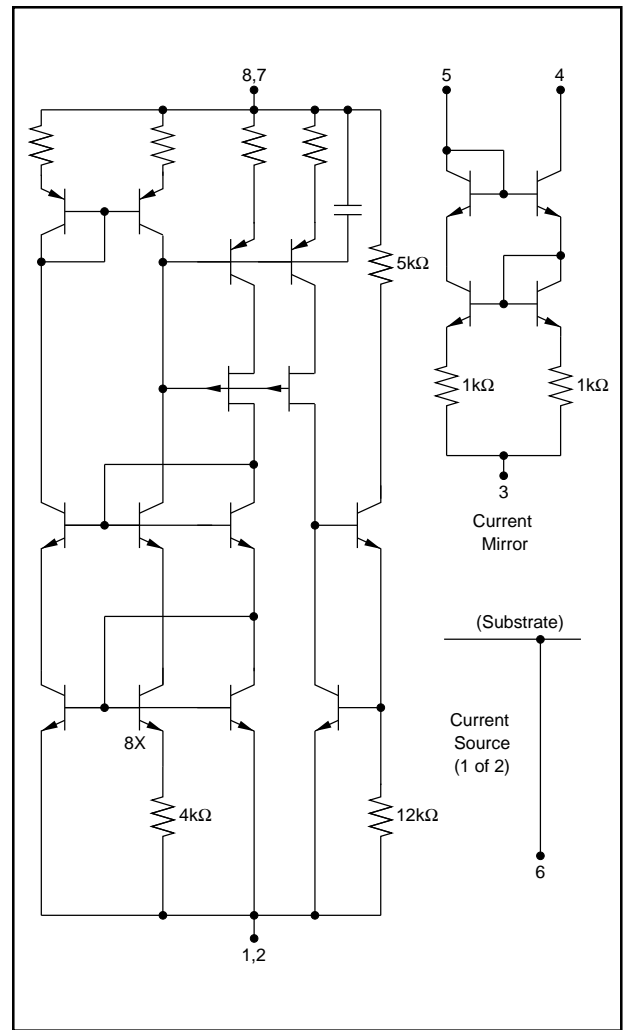 8,7
5kΩ
8X
4kΩ
12kΩ
1,2
5
4
1kΩ
1kΩ
3
Current
Mirror
(Substrate)
Current
Source
(1 of 2)
6